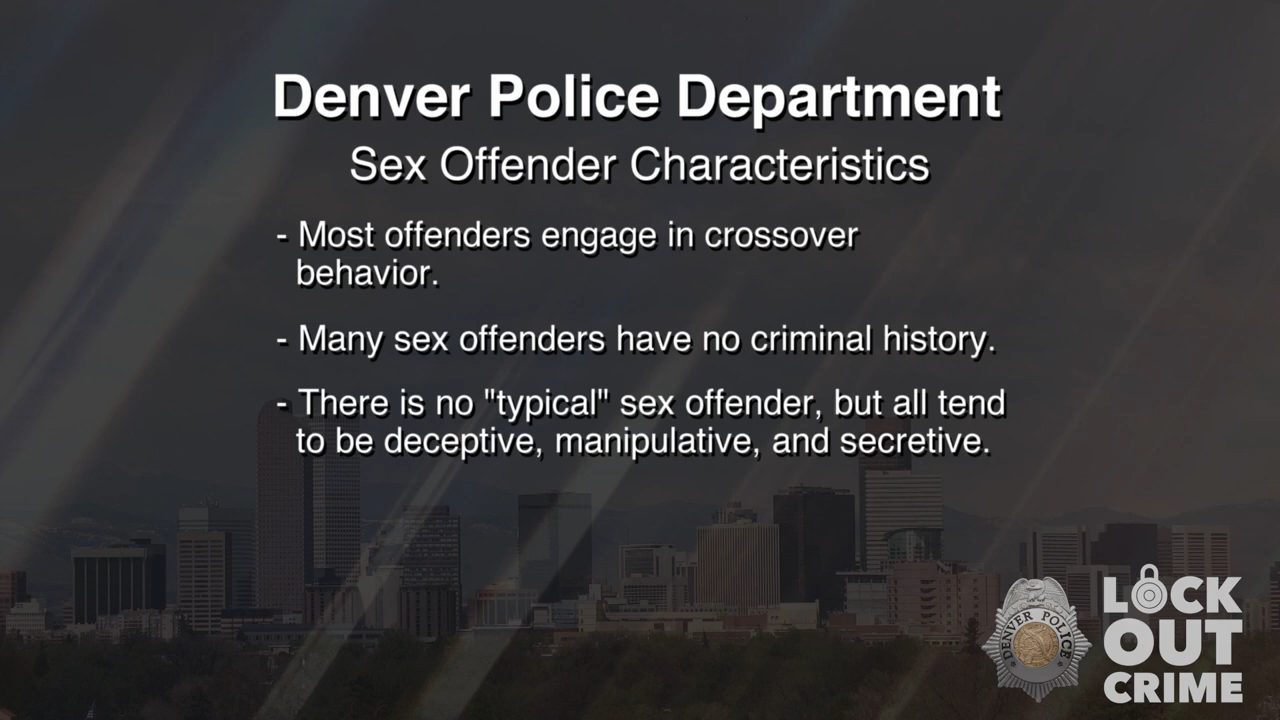 Denver Police Department
Sex Offender Characteristics
- Most offenders engage in crossover
behavior.
- Many sex offenders have no criminal history.
- There is no "typical" sex offender, but all tend
to be deceptive, manipulative, and secretive.
DENVER POLICE
LOCK
OUT
CRIME